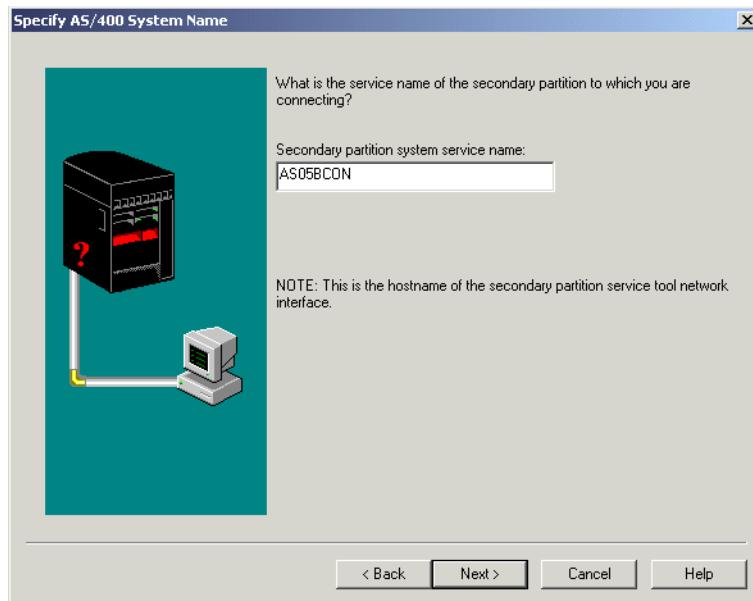 Specify AS/400 System Name
What is the service name of the secondary partition to which you are
connecting?
Secondary partition system service name:
AS05BCON
?
NOTE: This is the hostname of the secondary partition service tool network
interface.
< Back
Next >
Cancel
Help